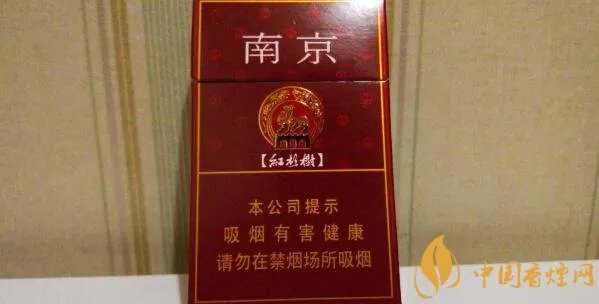 南京
【紅杉樹】
本公司提示
吸烟有害健康
请勿在禁烟场所吸烟
中国香烟网